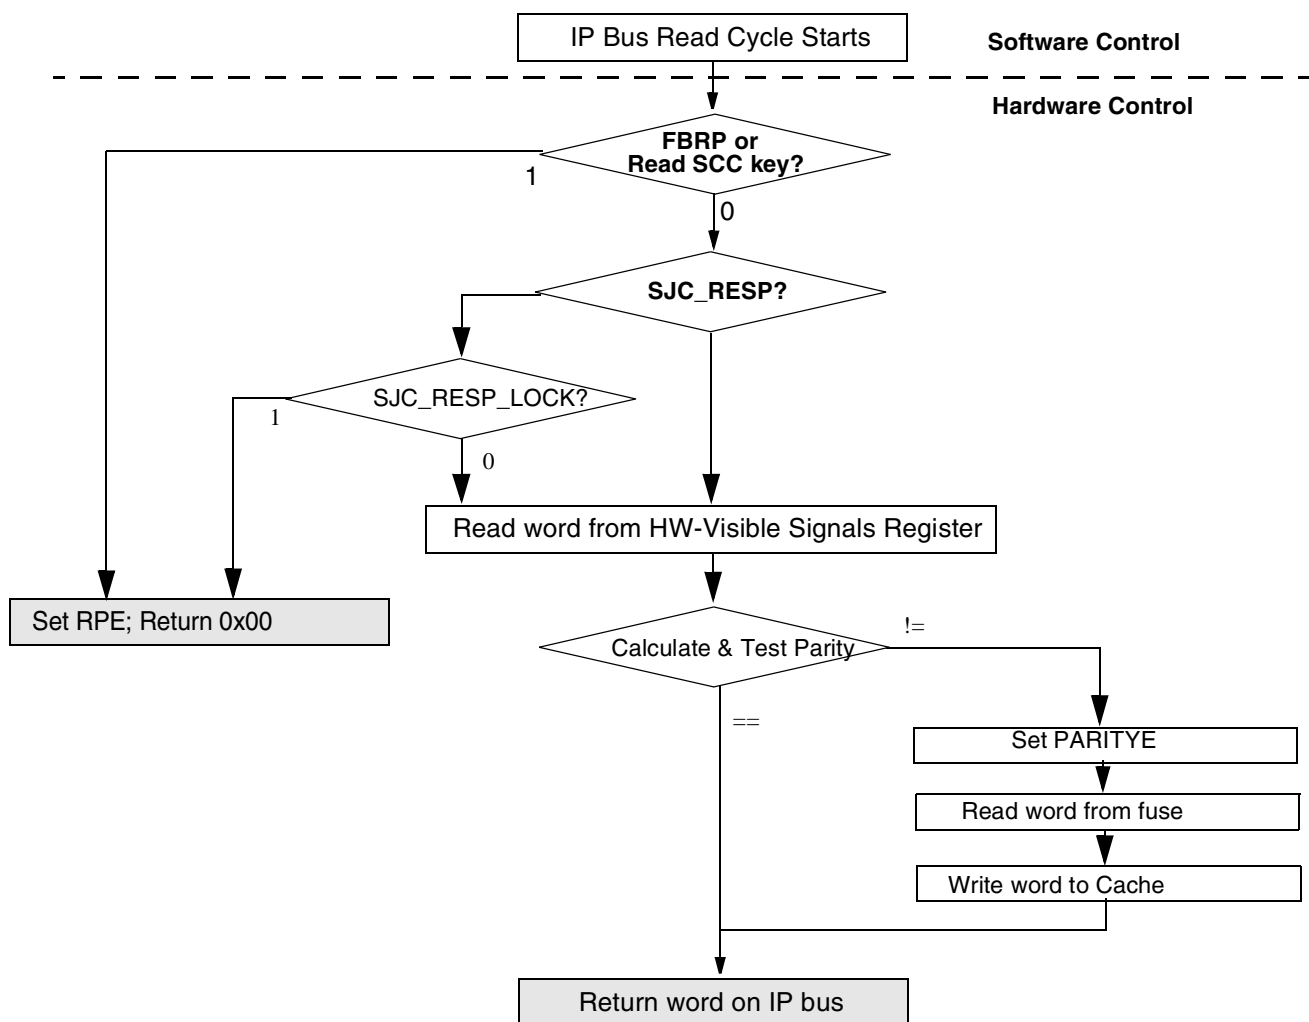 IP Bus Read Cycle Starts
Software Control
Hardware Control
FBRP or
Read SCC key?
1
0
SJC_RESP?
SJC_RESP_LOCK?
1
0
Read word from HW-Visible Signals Register
Set RPE; Return 0x00
Calculate & Test Parity
!=
==
Set PARITYE
Read word from fuse
Write word to Cache
Return word on IP bus